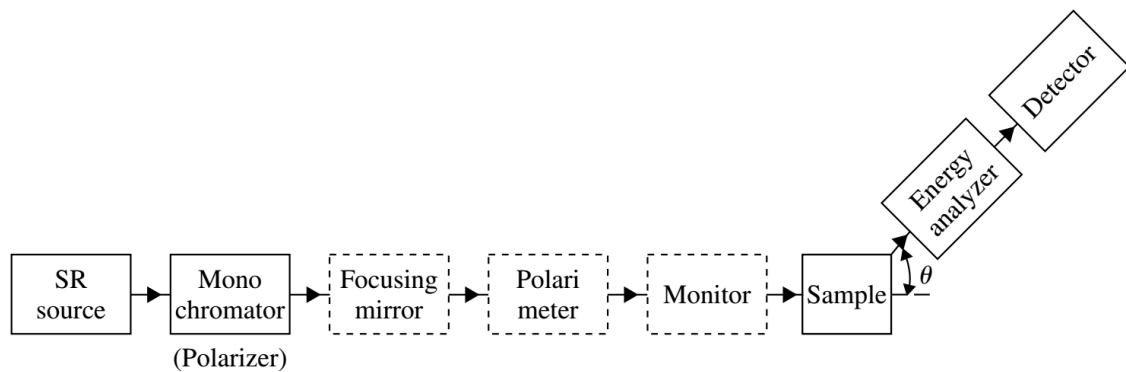 SR
source
Mono
chromator
(Polarizer)
Focusing
mirror
Polari
meter
Monitor
Sample
θ
Energy
analyzer
Detector